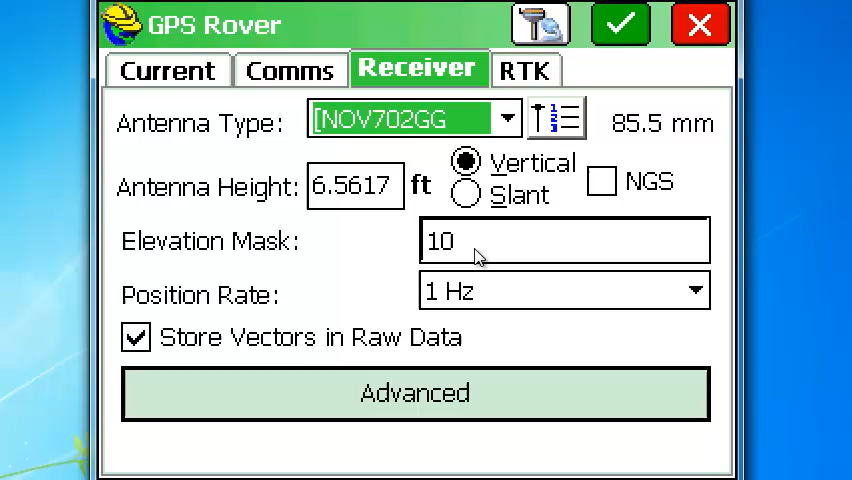 GPS Rover
Current Comms Receiver RTK
Antenna Type: [NOV702GG 85.5 mm
Antenna Height: 6.5617 ft Vertical Slant NGS
Elevation Mask: 10
Position Rate: 1 Hz
Store Vectors in Raw Data
Advanced